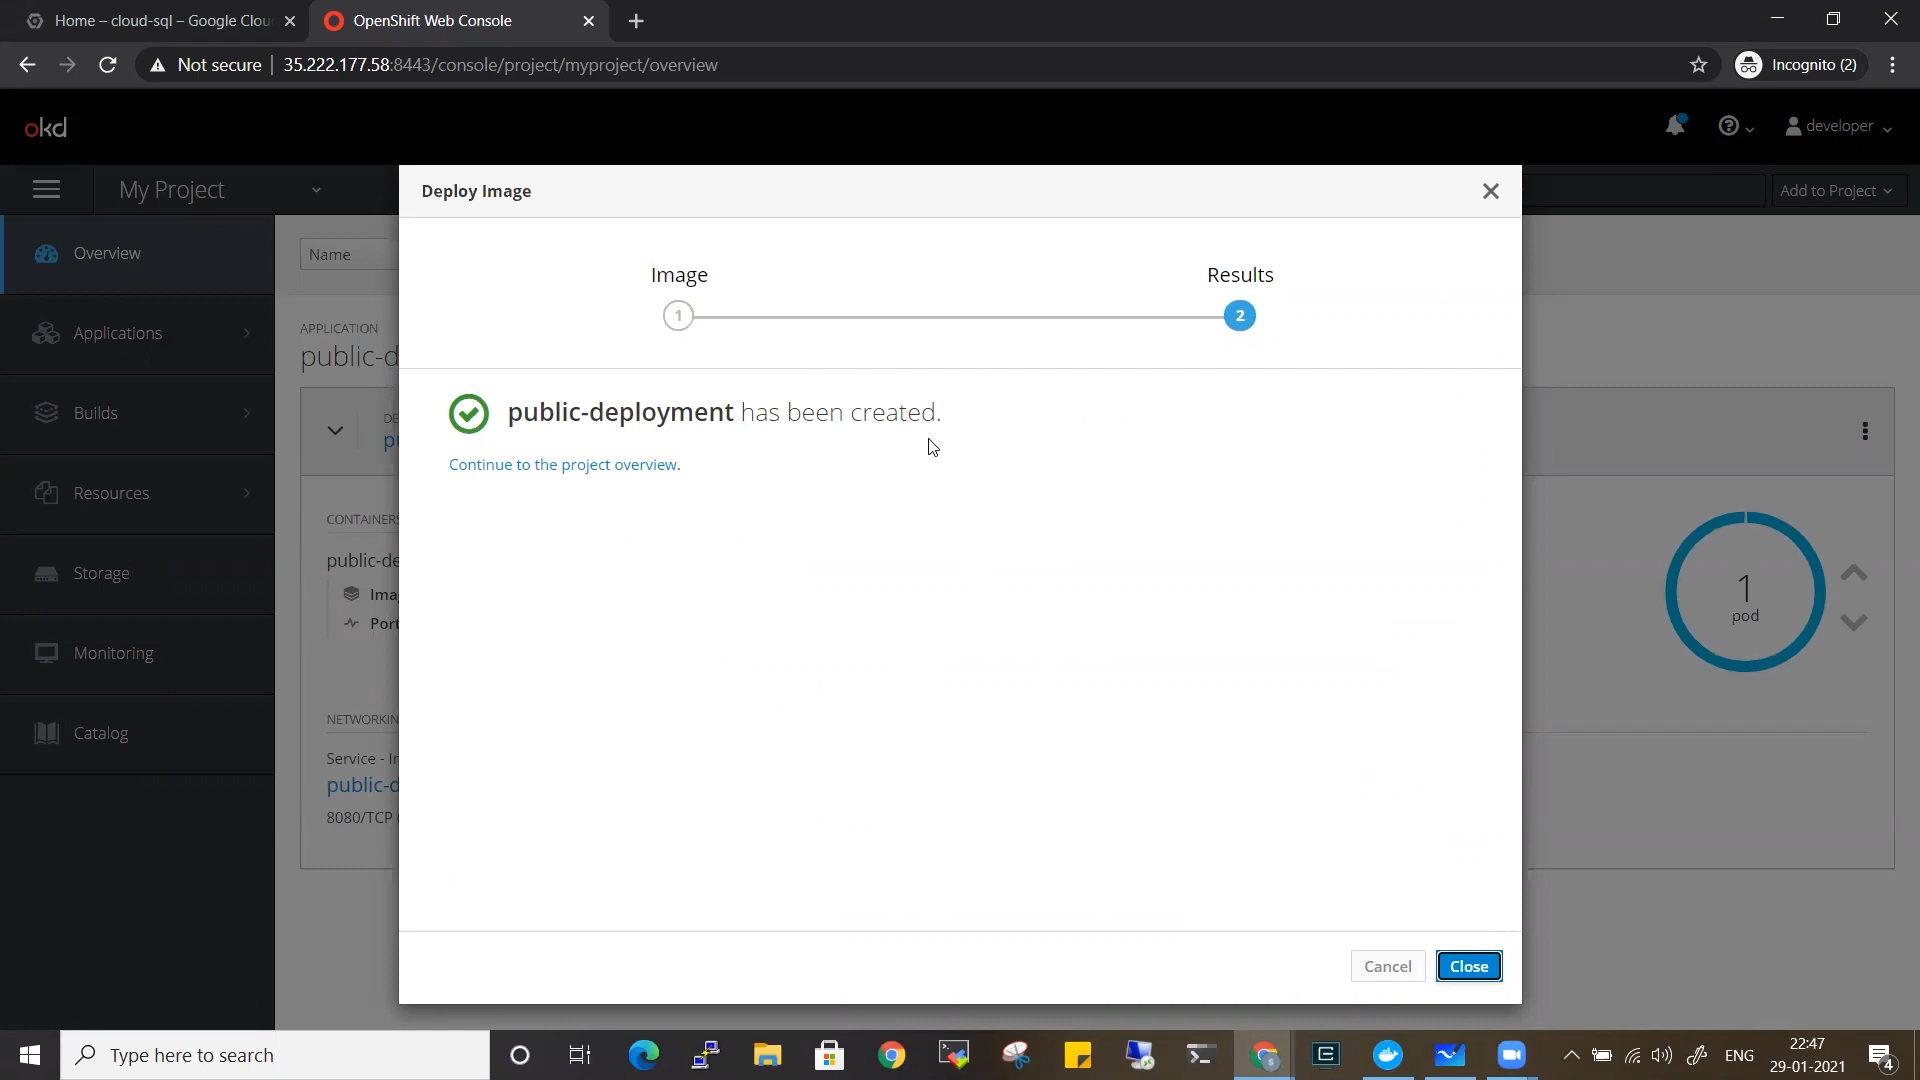 Home – cloud-sql – Google Clou
OpenShift Web Console
Not secure
35.222.177.58:8443/console/project/myproject/overview
Incognito (2)
okd
developer
My Project
Add to Project
Deploy Image
Overview
Applications
Builds
Resources
Storage
Monitoring
Catalog
Name
APPLICATION
public-d
DE
CONTAINERS
public-de
Ima
Port
NETWORKIN
Service - In
public-d
8080/TCP
Image
Results
1
2
public-deployment has been created.
Continue to the project overview.
1
pod
Cancel
Close
Type here to search
ENG
22:47
29-01-2021
4